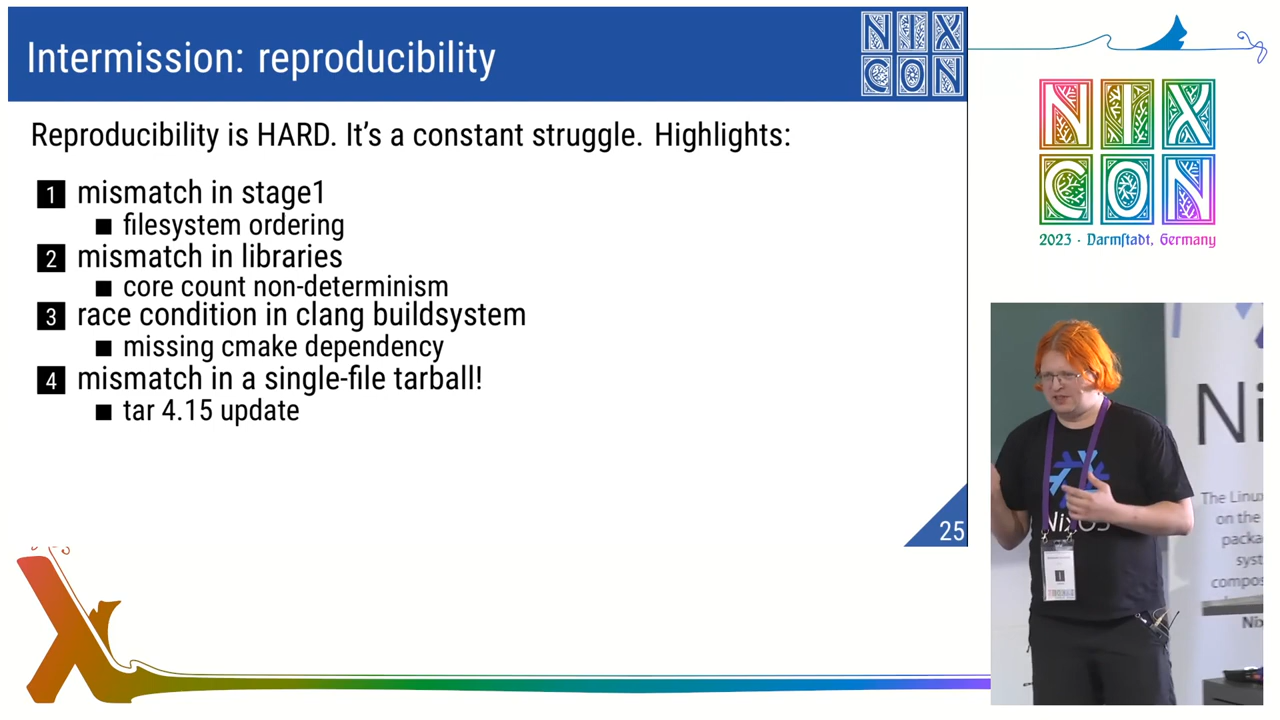 Intermission: reproducibility
NIX
CON
Reproducibility is HARD. It's a constant struggle. Highlights:
1 mismatch in stage1
■ filesystem ordering
2 mismatch in libraries
■ core count non-determinism
3 race condition in clang buildsystem
■ missing cmake dependency
4 mismatch in a single-file tarball!
■ tar 4.15 update
25
NIX
CON
2023 · Darmſtadt, Germany
NixOS
Ni
The Linux
on the
packa
syst
compos
Nix